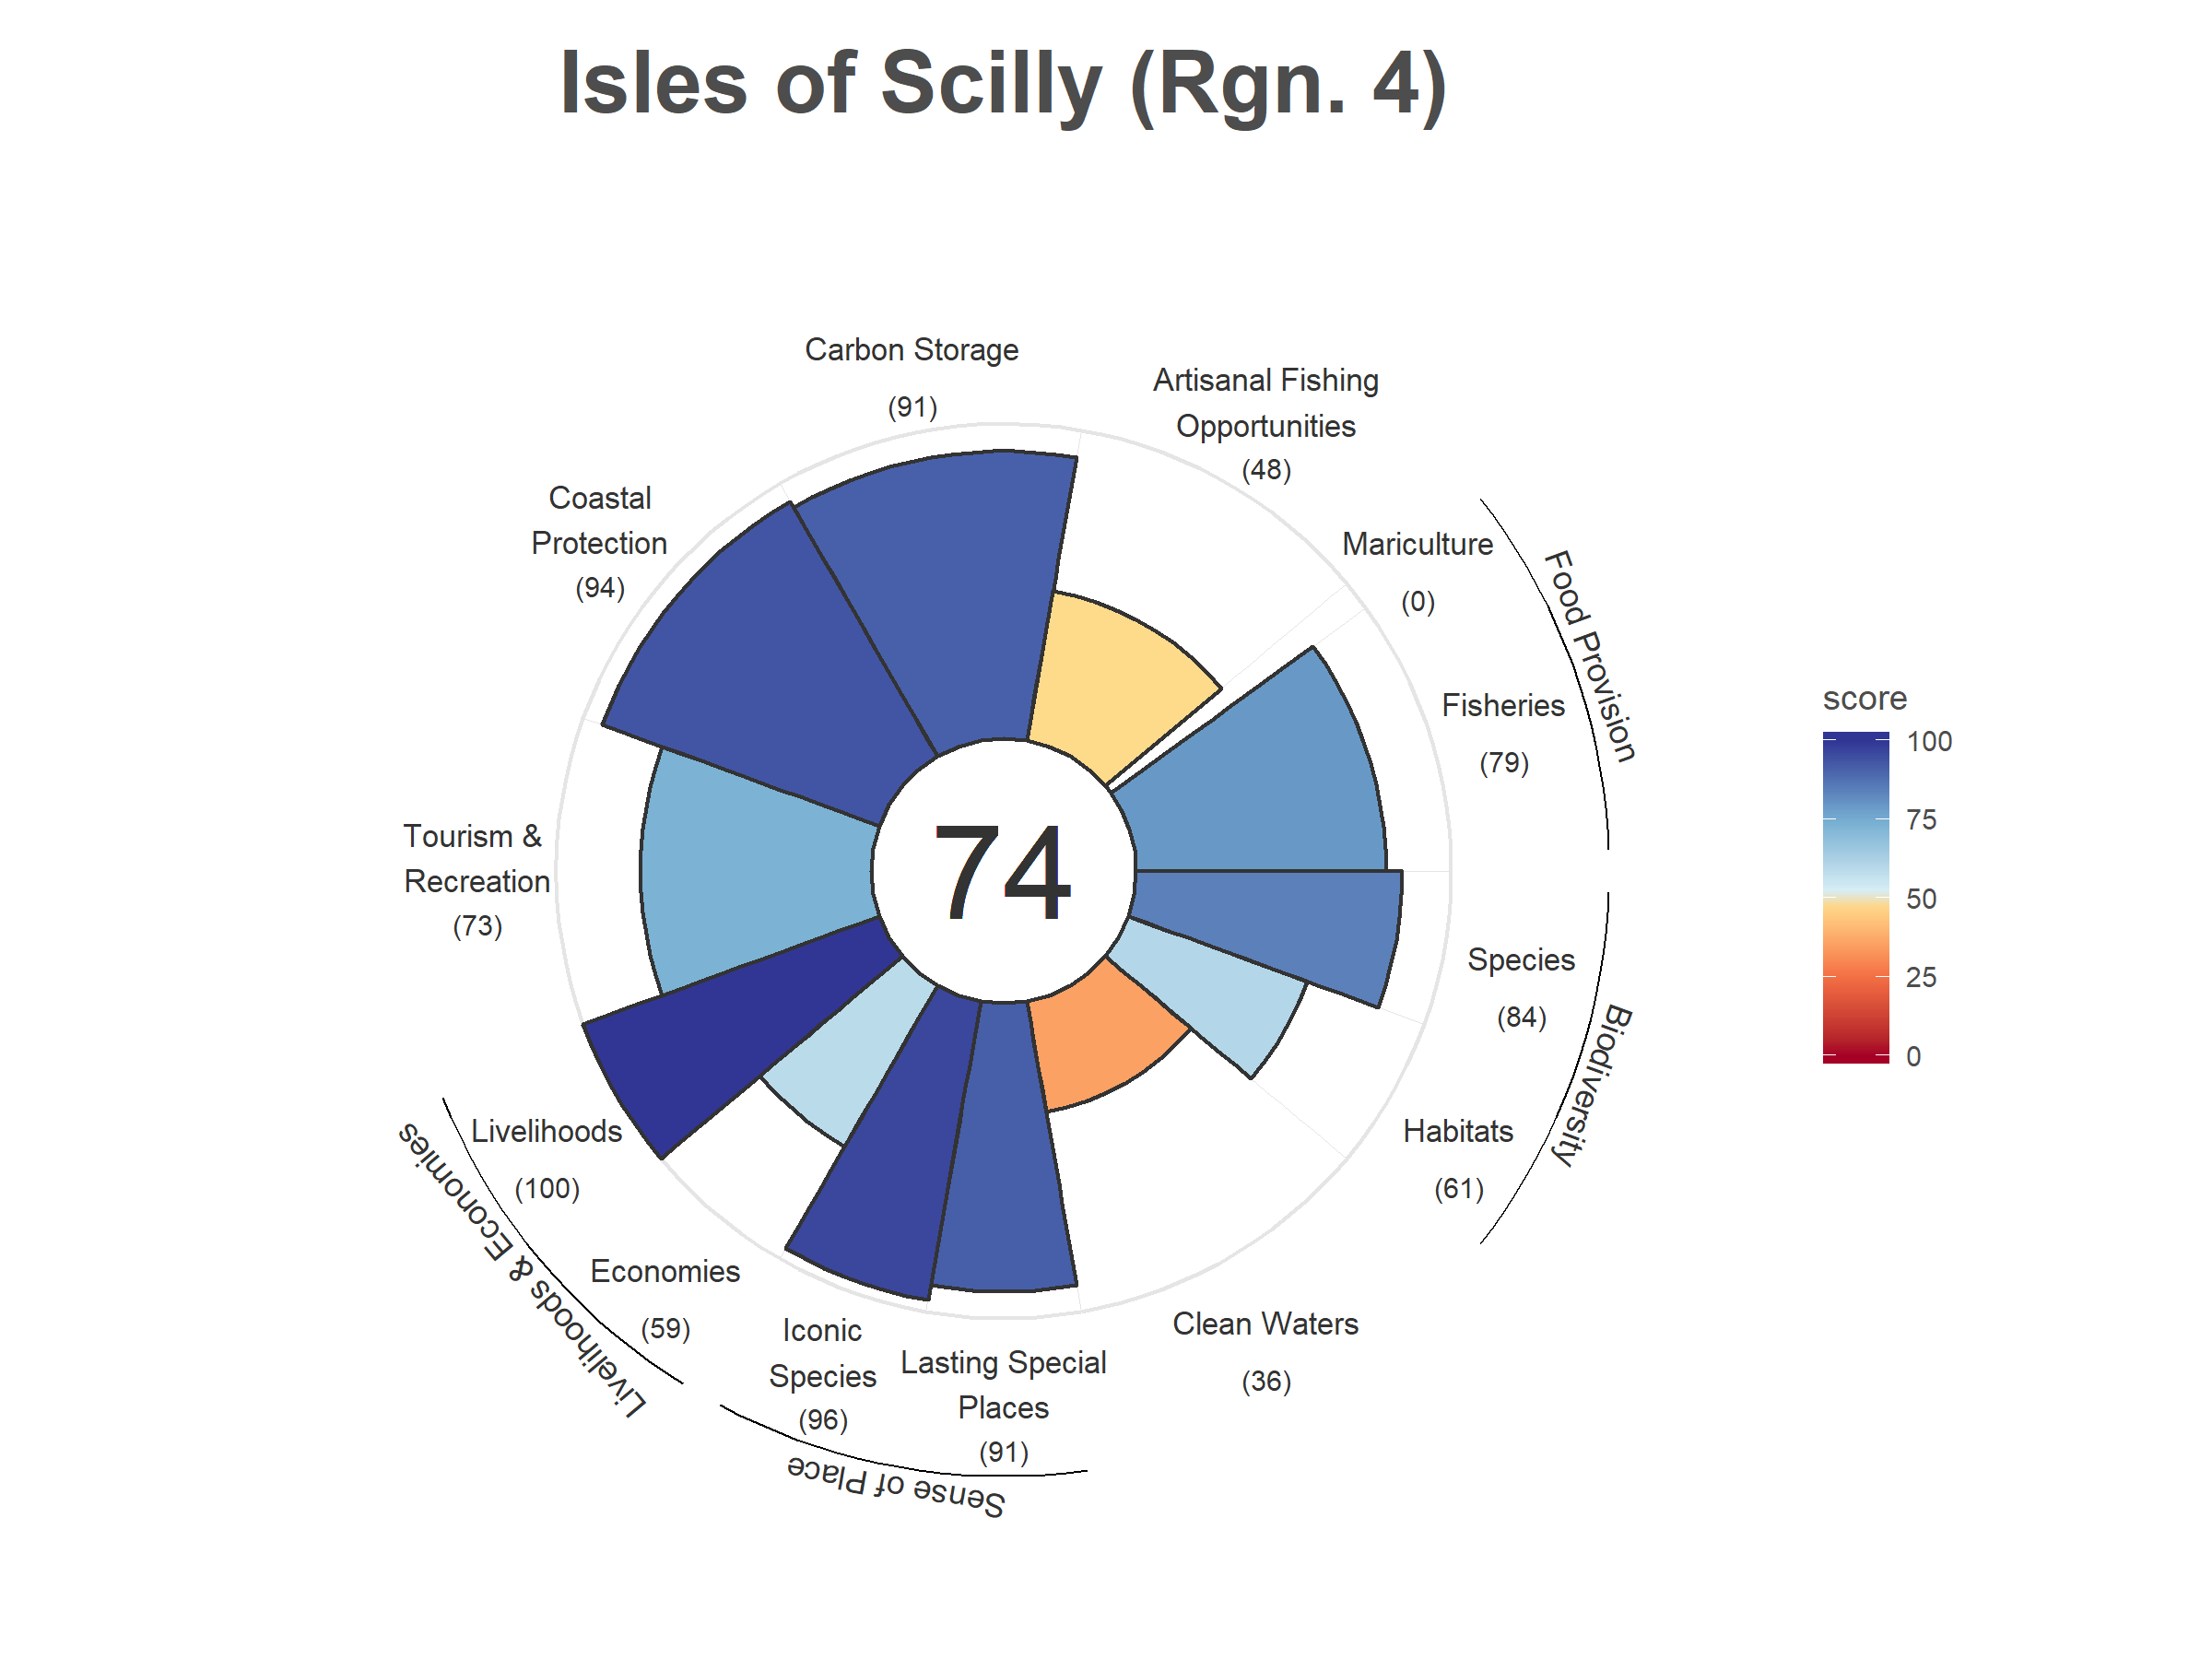 Isles of Scilly (Rgn. 4)
Carbon Storage
(91)
Artisanal Fishing
Opportunities
(48)
Mariculture
(0)
Food Provision
Fisheries
(79)
Species
(84)
Biodiversity
Habitats
(61)
Clean Waters
(36)
Lasting Special
Places
(91)
Iconic
Species
(96)
Sense of Place
Economies
(59)
Livelihoods
(100)
Livelihoods & Economies
Tourism &
Recreation
(73)
Coastal
Protection
(94)
74
score
100
75
50
25
0